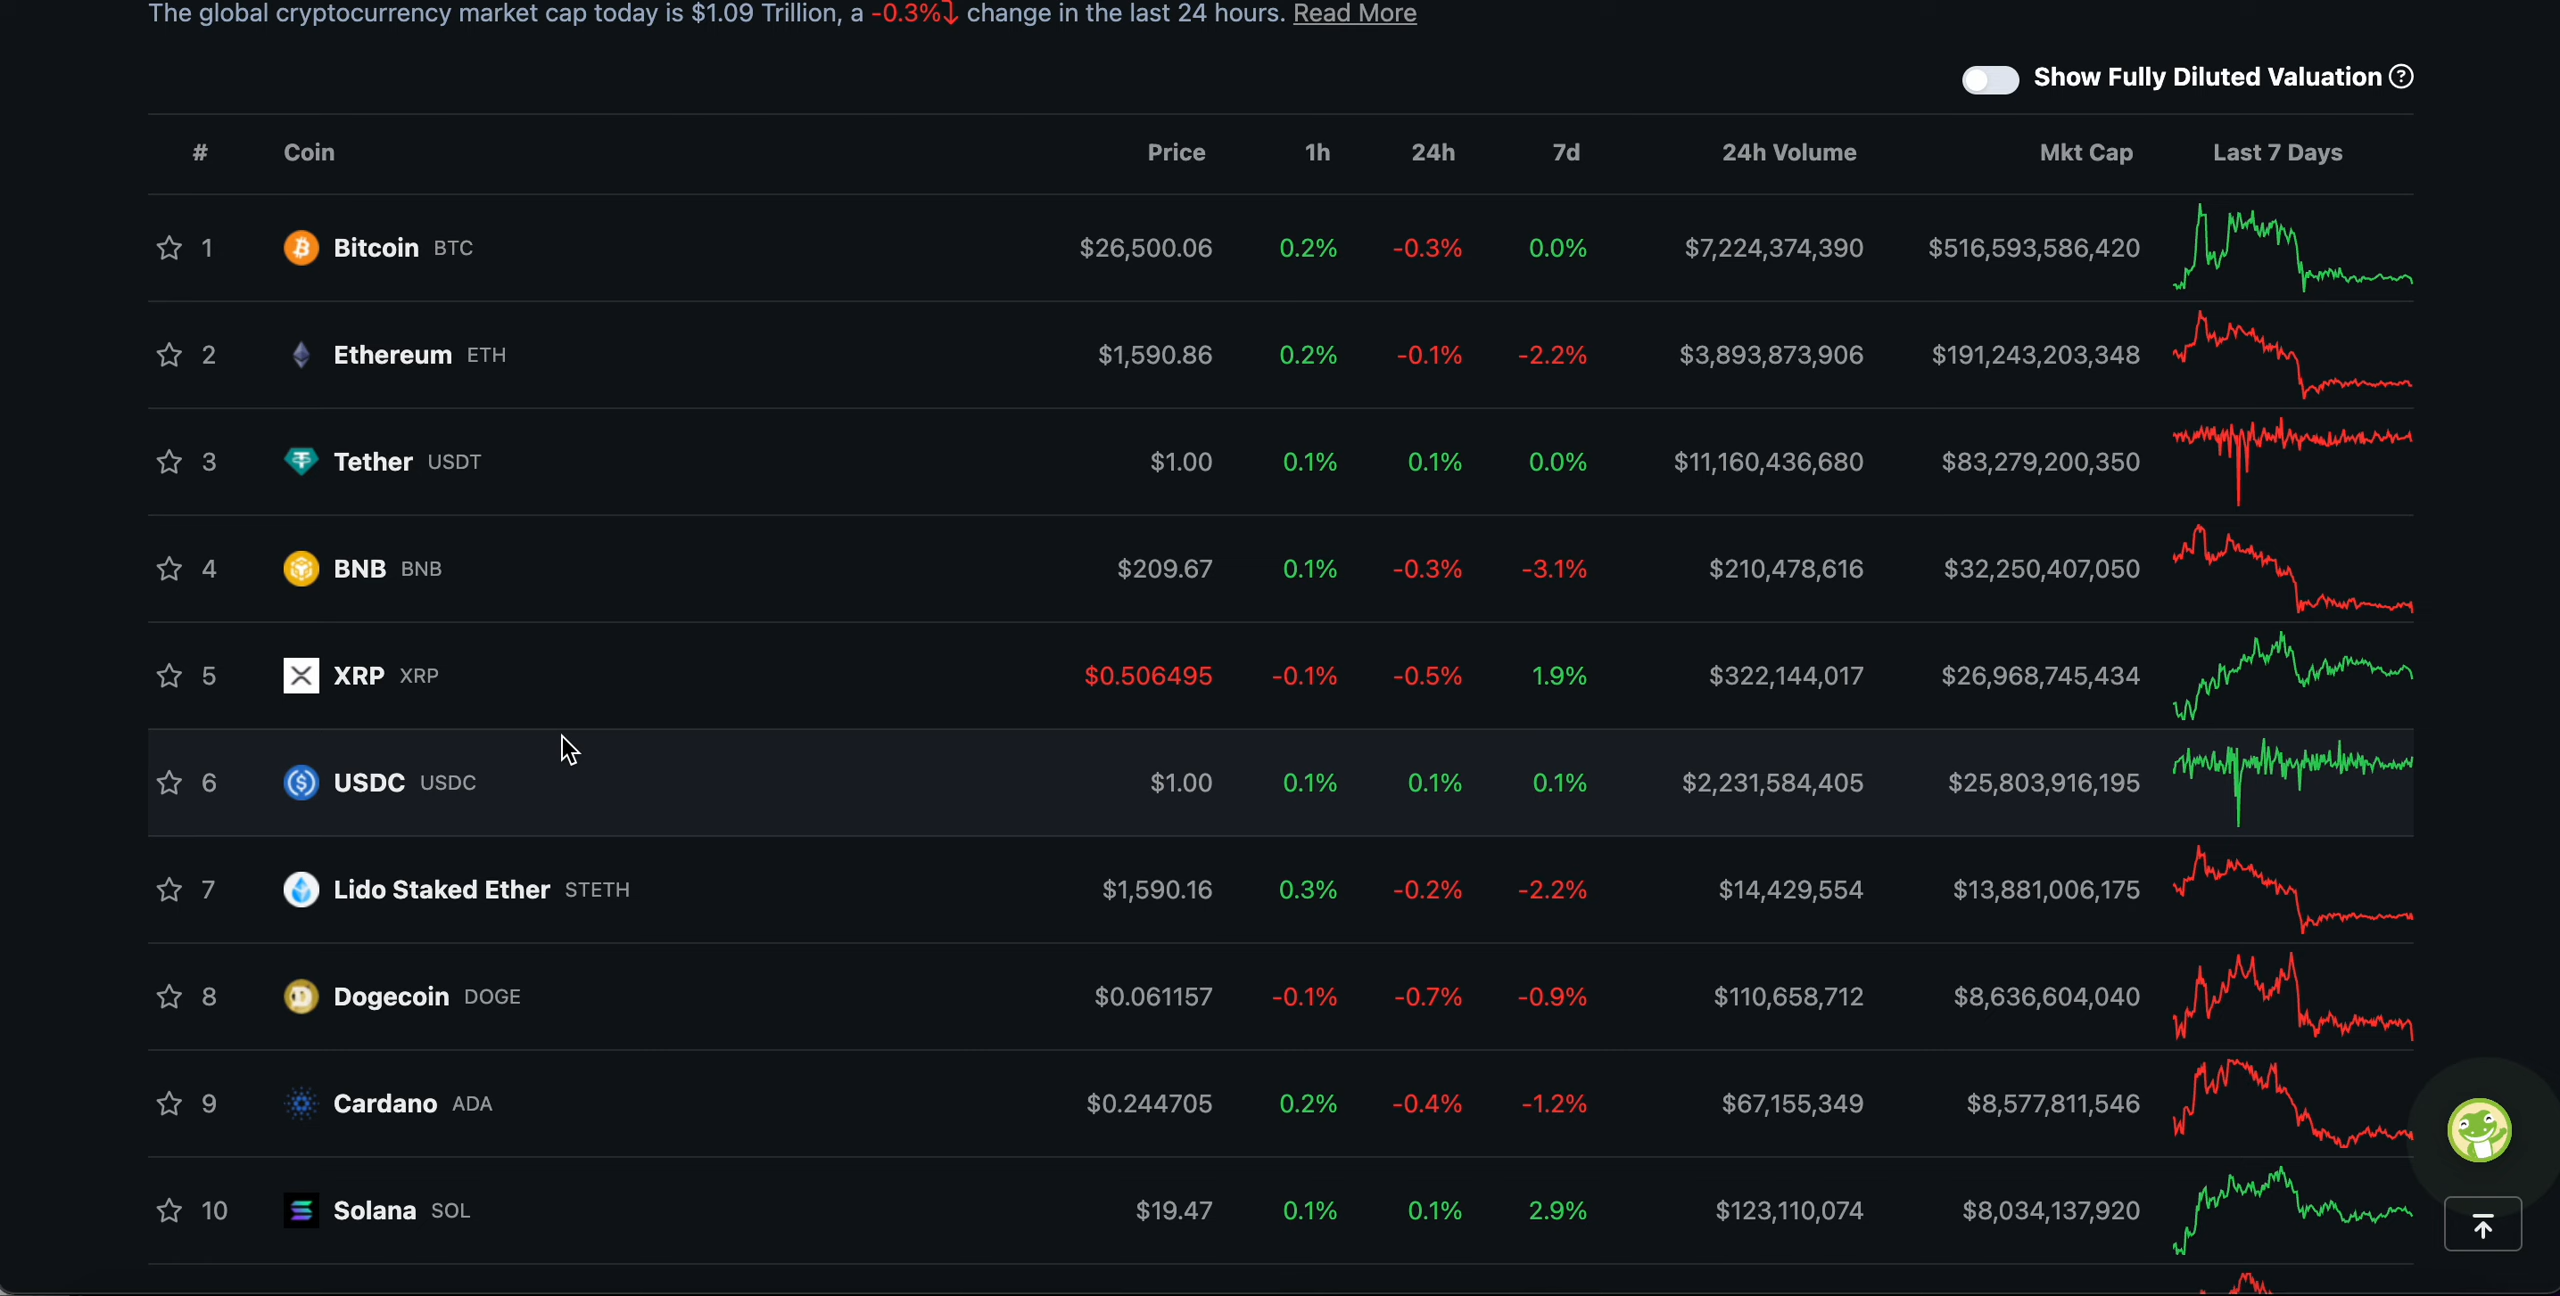 The global cryptocurrency market cap today is $1.09 Trillion, a -0.3% change in the last 24 hours. Read More
Show Fully Diluted Valuation
# Coin Price 1h 24h 7d 24h Volume Mkt Cap Last 7 Days
1 Bitcoin BTC $26,500.06 0.2% -0.3% 0.0% $7,224,374,390 $516,593,586,420
2 Ethereum ETH $1,590.86 0.2% -0.1% -2.2% $3,893,873,906 $191,243,203,348
3 Tether USDT $1.00 0.1% 0.1% 0.0% $11,160,436,680 $83,279,200,350
4 BNB BNB $209.67 0.1% -0.3% -3.1% $210,478,616 $32,250,407,050
5 XRP XRP $0.506495 -0.1% -0.5% 1.9% $322,144,017 $26,968,745,434
6 USDC USDC $1.00 0.1% 0.1% 0.1% $2,231,584,405 $25,803,916,195
7 Lido Staked Ether STETH $1,590.16 0.3% -0.2% -2.2% $14,429,554 $13,881,006,175
8 Dogecoin DOGE $0.061157 -0.1% -0.7% -0.9% $110,658,712 $8,636,604,040
9 Cardano ADA $0.244705 0.2% -0.4% -1.2% $67,155,349 $8,577,811,546
10 Solana SOL $19.47 0.1% 0.1% 2.9% $123,110,074 $8,034,137,920